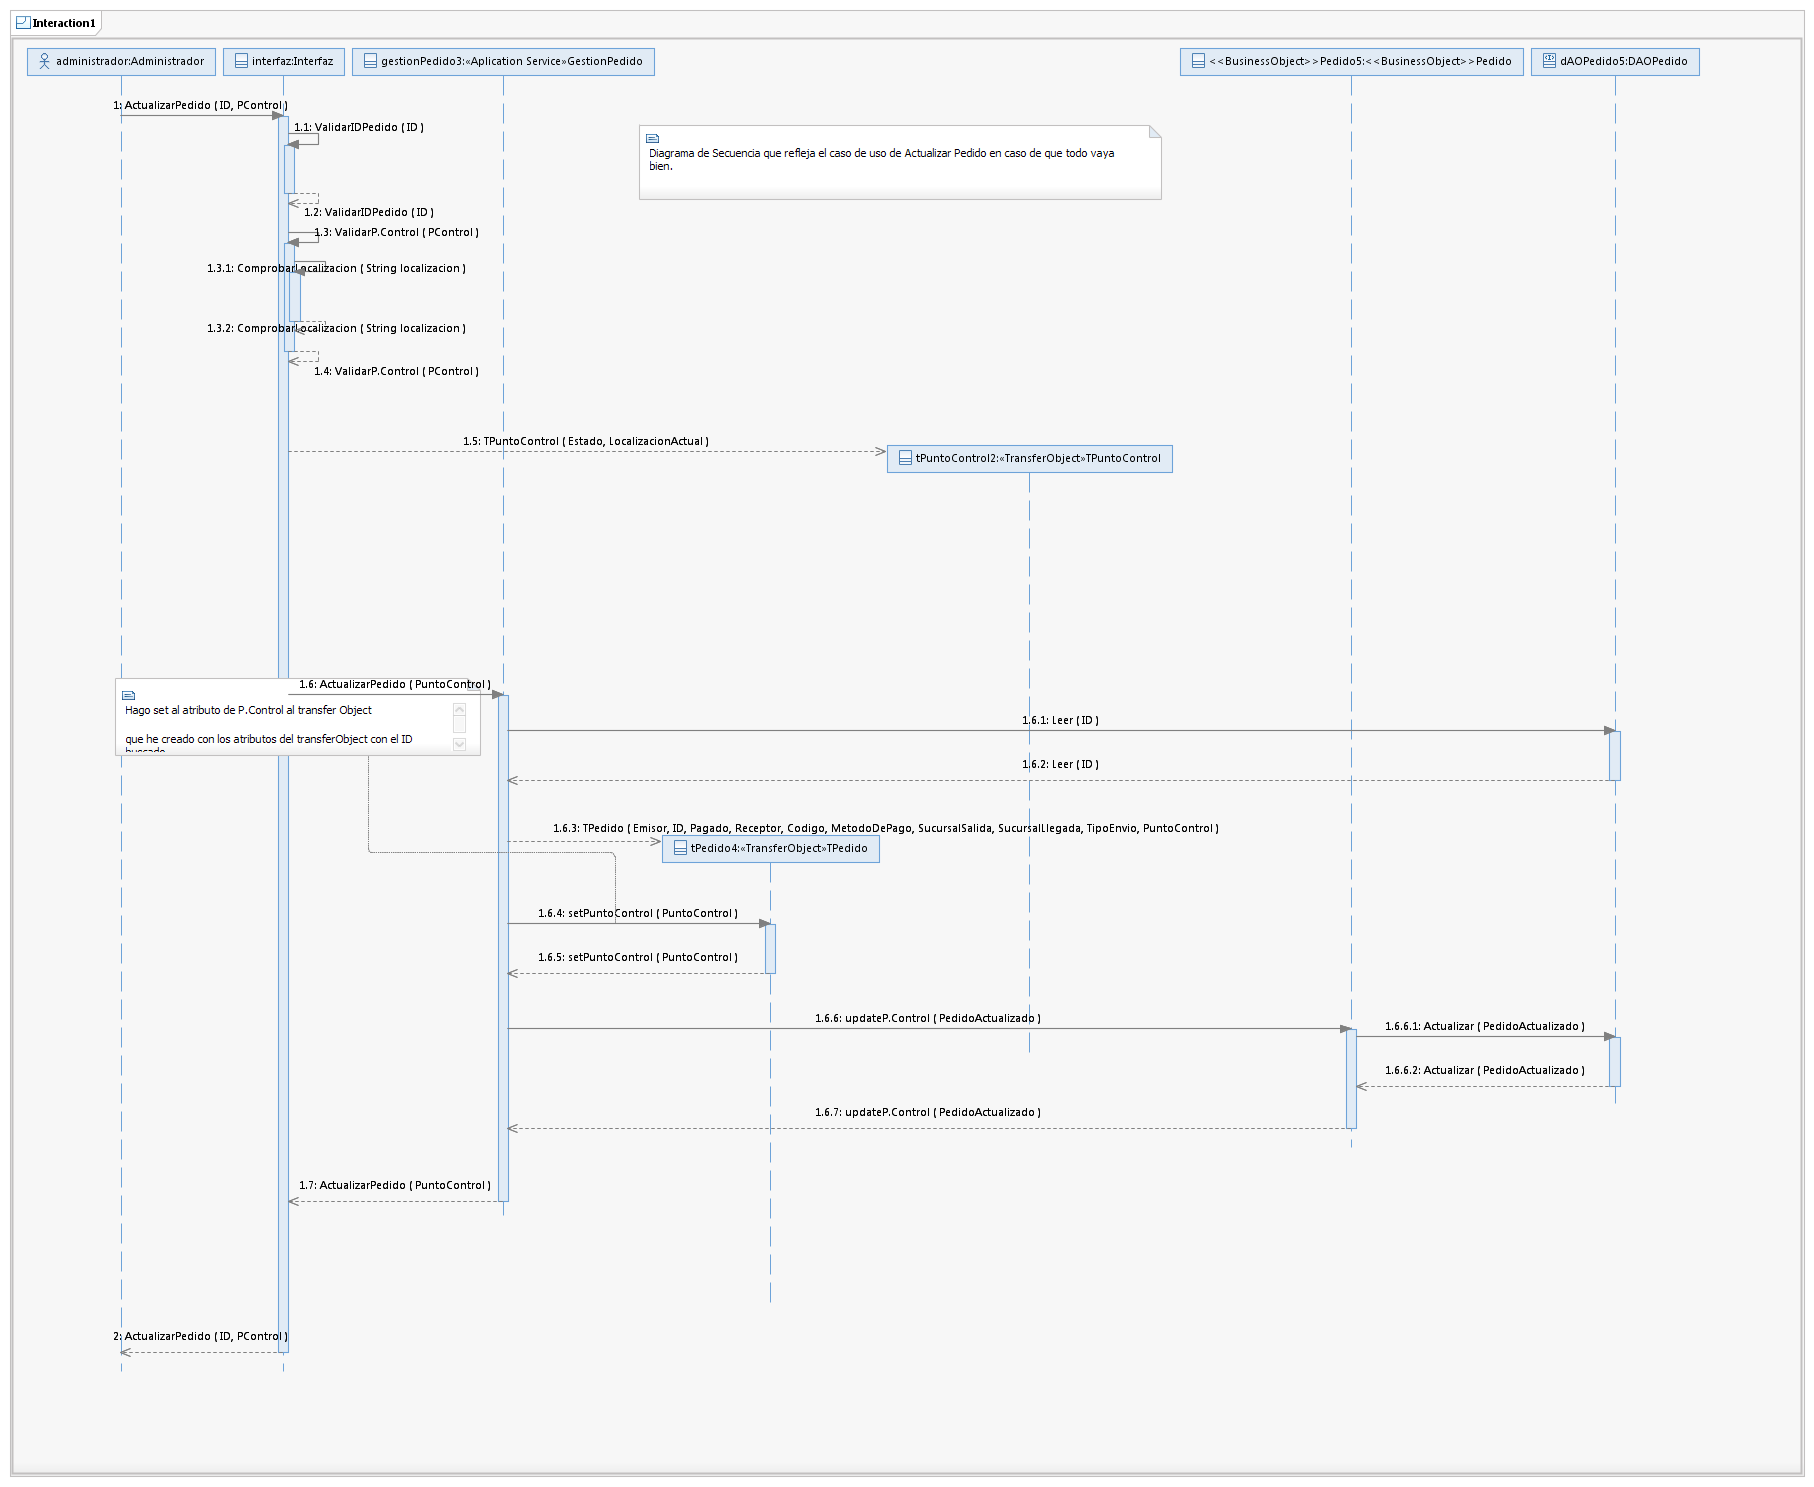 Interaction1
administrador:Administrador
interfaz:Interfaz
gestionPedido3:«Aplication Service»GestionPedido
<<BusinessObject>>Pedido5:<<BusinessObject>>Pedido
dAOPedido5:DAOPedido
1: ActualizarPedido ( ID, PControl )
1.1: ValidarIDPedido ( ID )
Diagrama de Secuencia que refleja el caso de uso de Actualizar Pedido en caso de que todo vaya
bien.
1.2: ValidarIDPedido ( ID )
1.3: ValidarP.Control ( PControl )
1.3.1: ComprobarLocalizacion ( String localizacion )
1.3.2: ComprobarLocalizacion ( String localizacion )
1.4: ValidarP.Control ( PControl )
1.5: TPuntoControl ( Estado, LocalizacionActual )
tPuntoControl2:«TransferObject»TPuntoControl
1.6: ActualizarPedido ( PuntoControl )
Hago set al atributo de P.Control al transfer Object
que he creado con los atributos del transferObject con el ID
buscado
1.6.1: Leer ( ID )
1.6.2: Leer ( ID )
1.6.3: TPedido ( Emisor, ID, Pagado, Receptor, Codigo, MetodoDePago, SucursalSalida, SucursalLlegada, TipoEnvio, PuntoControl )
tPedido4:«TransferObject»TPedido
1.6.4: setPuntoControl ( PuntoControl )
1.6.5: setPuntoControl ( PuntoControl )
1.6.6: updateP.Control ( PedidoActualizado )
1.6.6.1: Actualizar ( PedidoActualizado )
1.6.6.2: Actualizar ( PedidoActualizado )
1.6.7: updateP.Control ( PedidoActualizado )
1.7: ActualizarPedido ( PuntoControl )
2: ActualizarPedido ( ID, PControl )